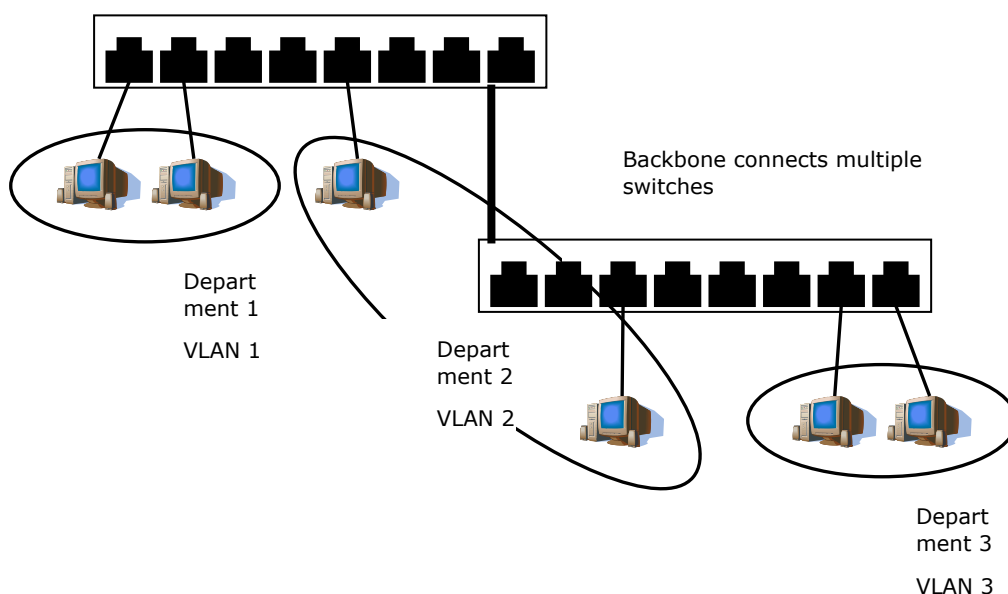 Backbone connects multiple
switches
Depart
ment 1
VLAN 1
Depart
ment 2
VLAN 2
Depart
ment 3
VLAN 3